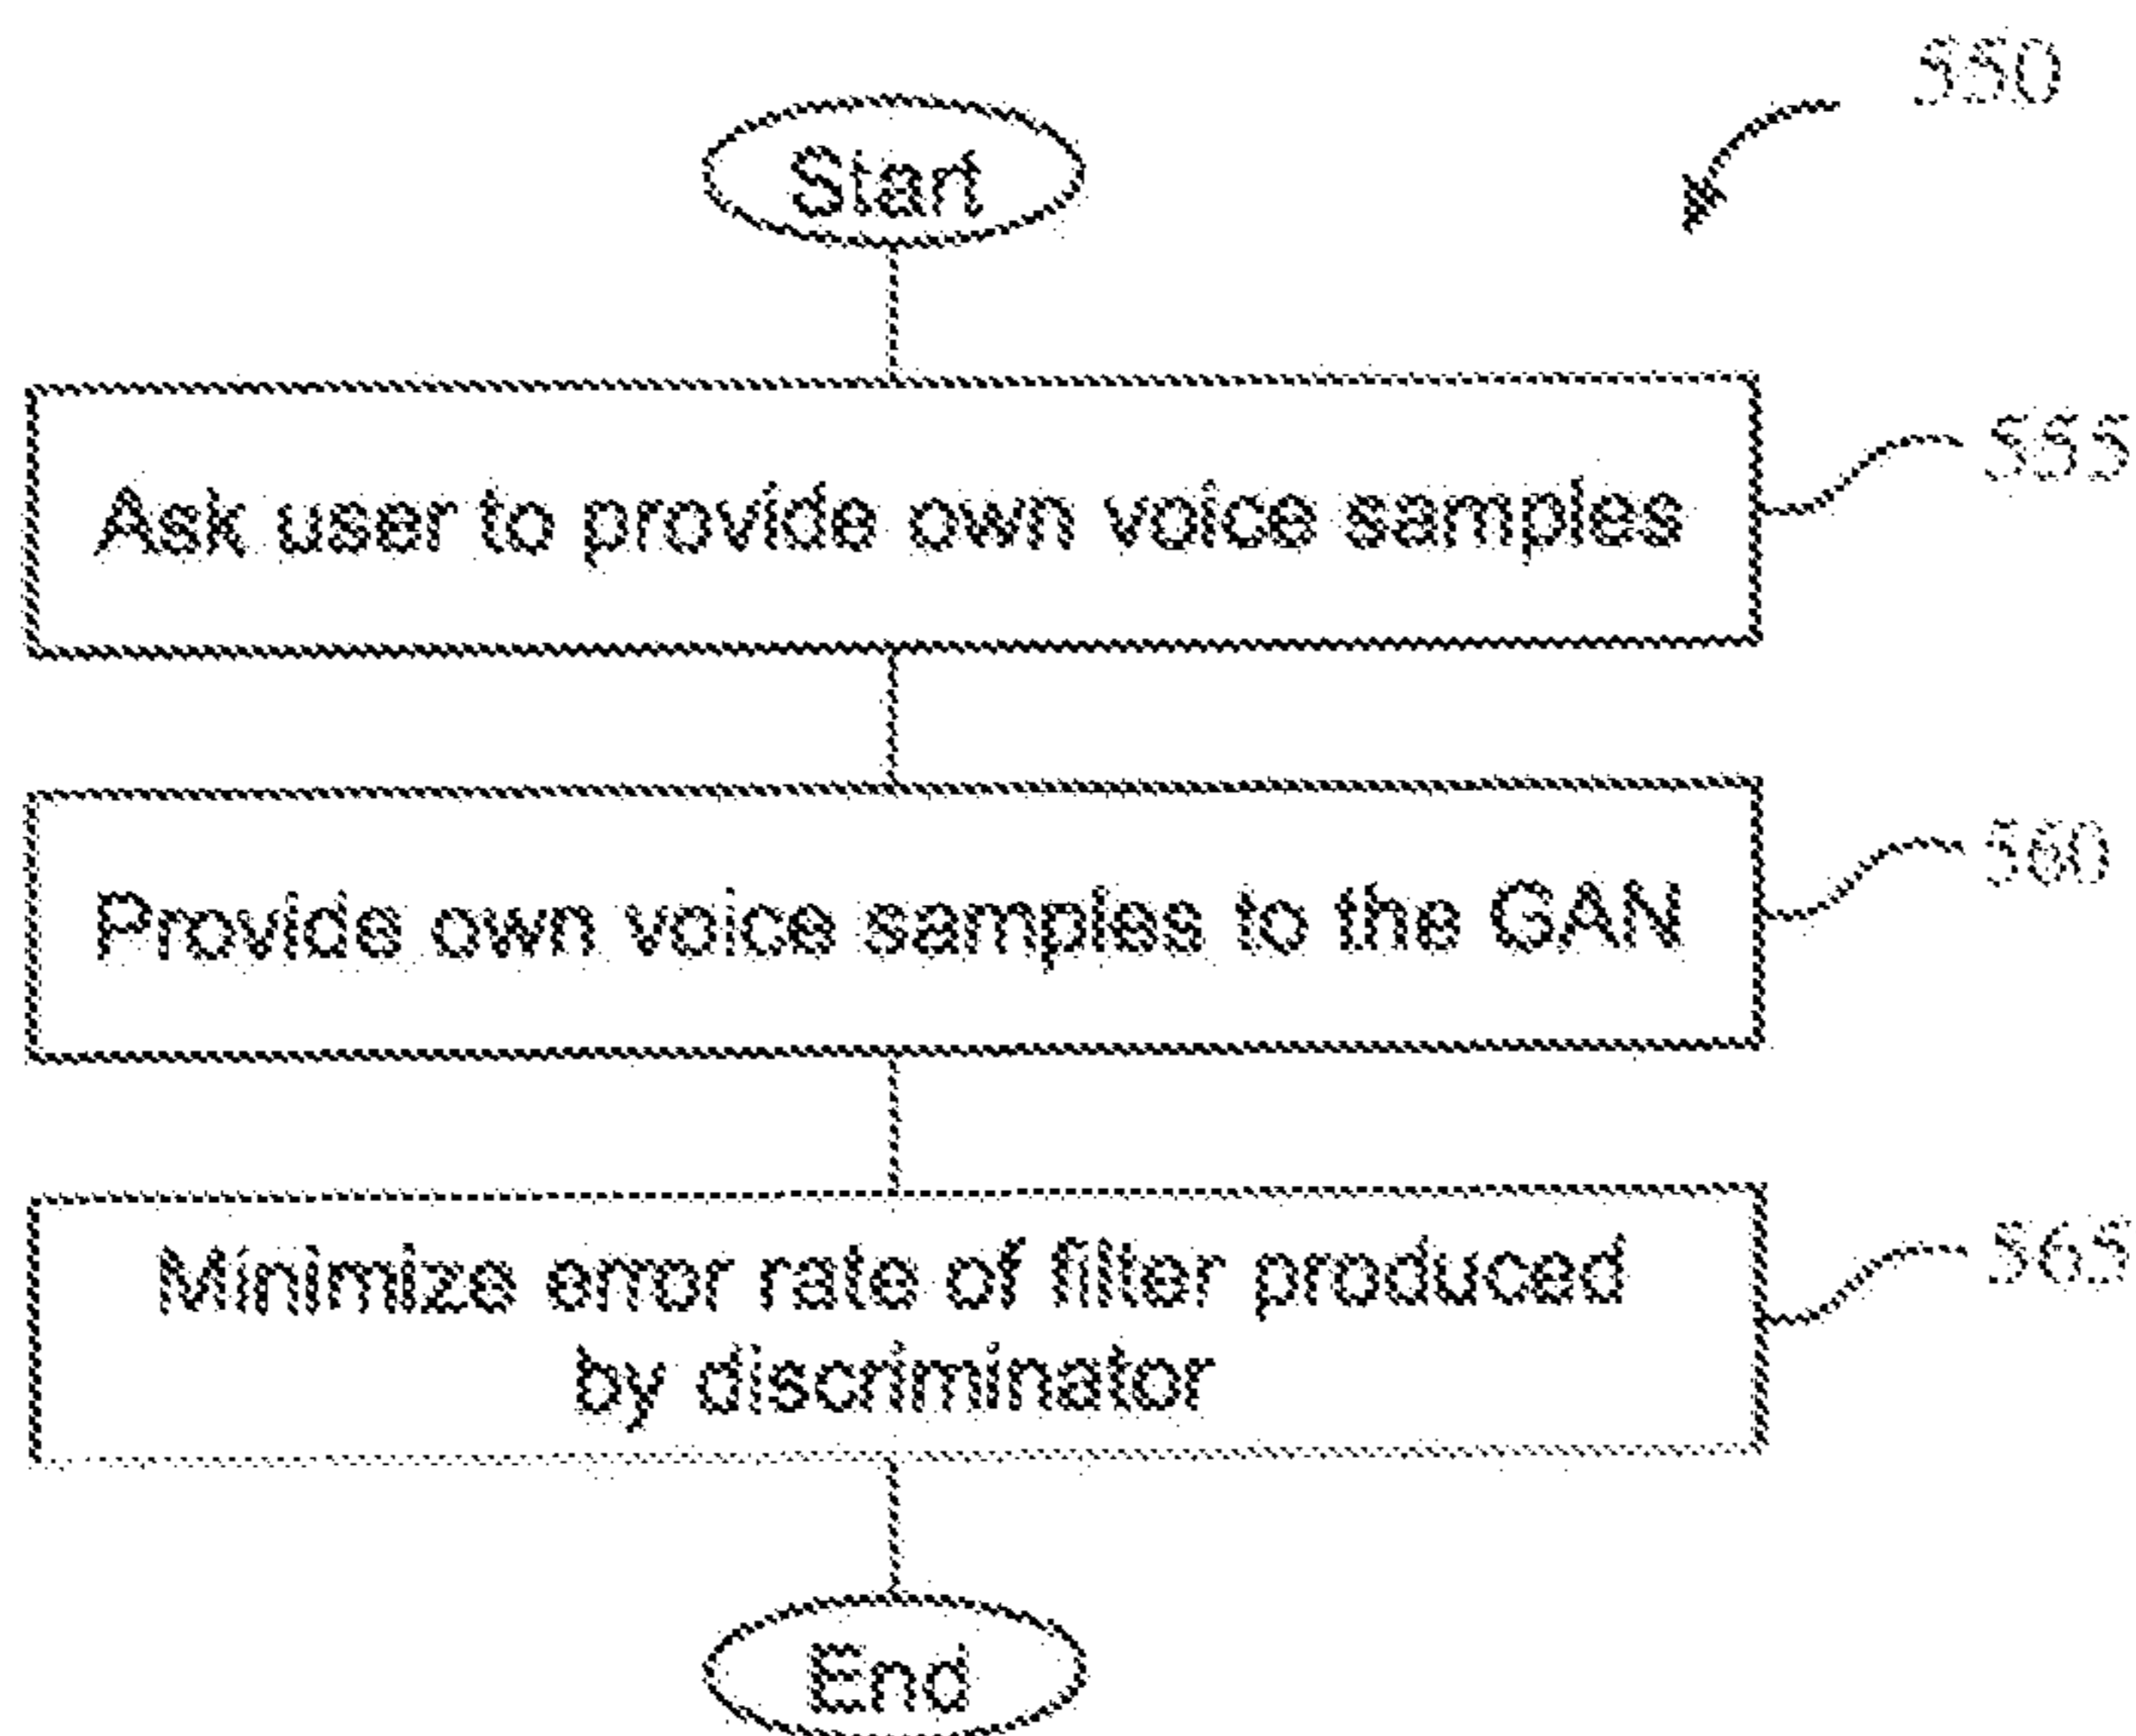 550
Start
Ask user to provide own voice samples
555
Provide own voice samples to the GAN
560
Minimize error rate of filter produced
by discriminator
565
End